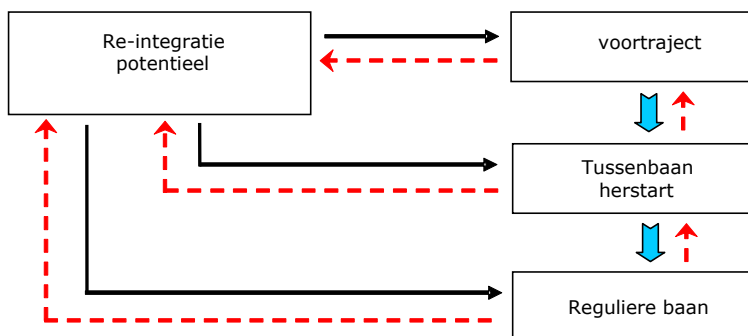 Re-integratie
potentieel
voortraject
Tussenbaan
herstart
Reguliere baan